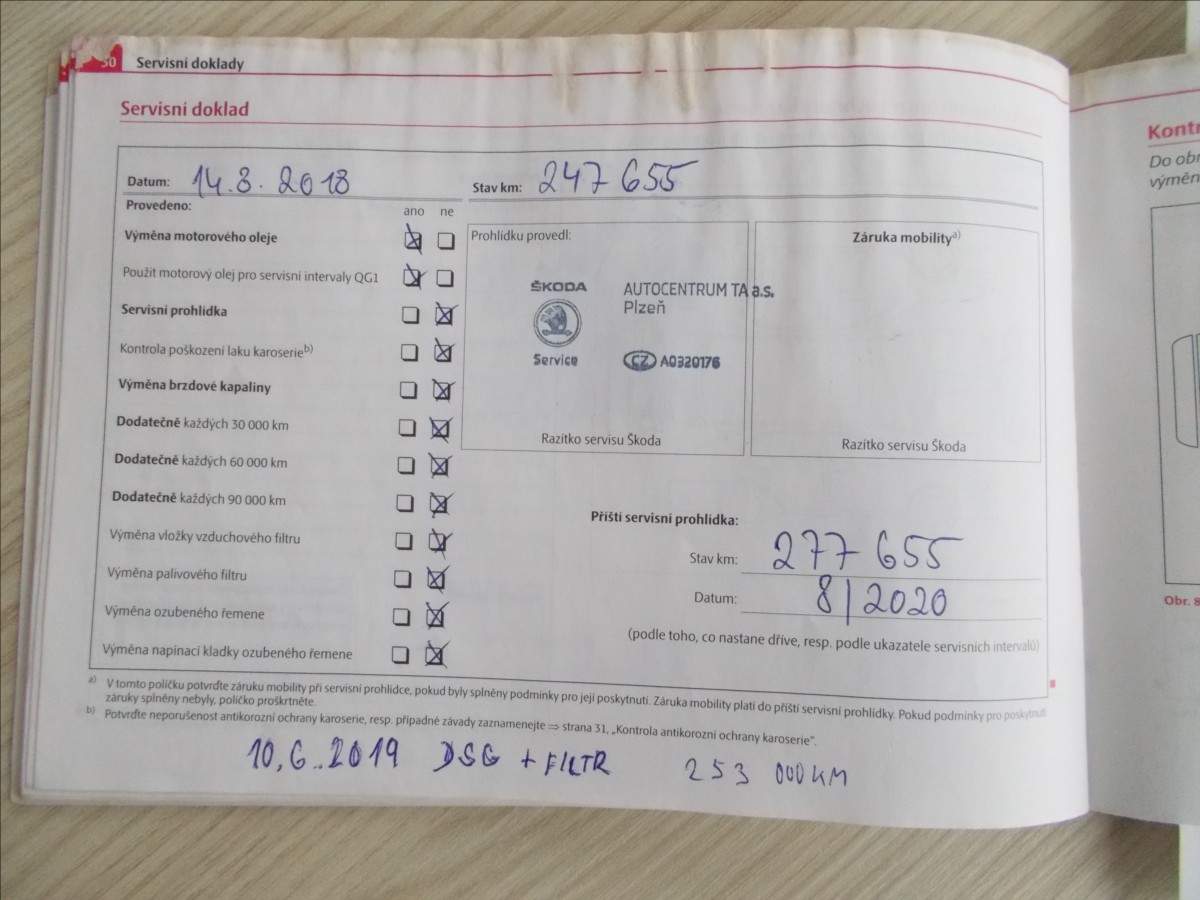 30 Servisní doklady
Servisní doklad
Datum: 14.8.2018 Stav km: 247 655
Provedeno: ano ne
Výměna motorového oleje
Použit motorový olej pro servisní intervaly QG1
Servisní prohlídka
Kontrola poškození laku karoserie b)
Výměna brzdové kapaliny
Dodatečně každých 30 000 km
Dodatečně každých 60 000 km
Dodatečně každých 90 000 km
Výměna vložky vzduchového filtru
Výměna palivového filtru
Výměna ozubeného řemene
Výměna napínací kladky ozubeného řemene
Prohlídku provedl:
ŠKODA
Service
AUTOCENTRUM TA a.s.
Plzeň
CZ A0320176
Razítko servisu Škoda
Záruka mobility a)
Razítko servisu Škoda
Příští servisní prohlídka:
Stav km: 277 655
Datum: 8/2020
(podle toho, co nastane dříve, resp. podle ukazatele servisních intervalů)
a) V tomto políčku potvrďte záruku mobility při servisní prohlídce, pokud byly splněny podmínky pro její poskytnutí. Záruka mobility platí do příští servisní prohlídky. Pokud podmínky pro poskytnutí
záruky splněny nebyly, políčko proškrtněte.
b) Potvrďte neporušenost antikorozní ochrany karoserie, resp. případné závady zaznamenejte ⇒ strana 31, „Kontrola antikorozní ochrany karoserie".
10.6.2019 DSG + FILTR 253 000 KM
Kontr
Do obr
výměn
Obr. 8